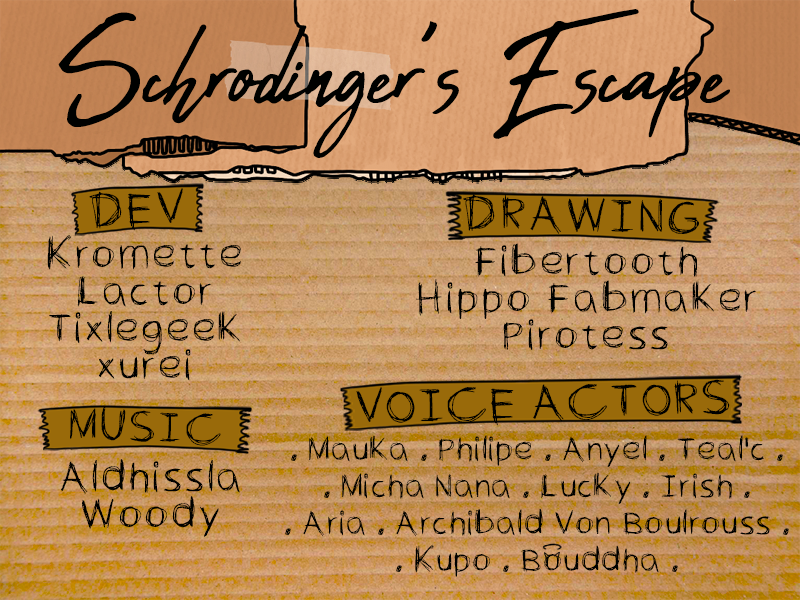 Schrodinger's Escape
DEV
Kromette
Lactor
Tixlegeek
xurei
DRAWING
Fibertooth
Hippo Fabmaker
Pirotess
MUSIC
Aldhissla
Woody
VOICE ACTORS
. Mauka . Philipe . Anyel . Teal'c .
. Micha Nana . Lucky . Irish .
. Aria . Archibald Von Boulrouss .
. Kupo . Bouddha .